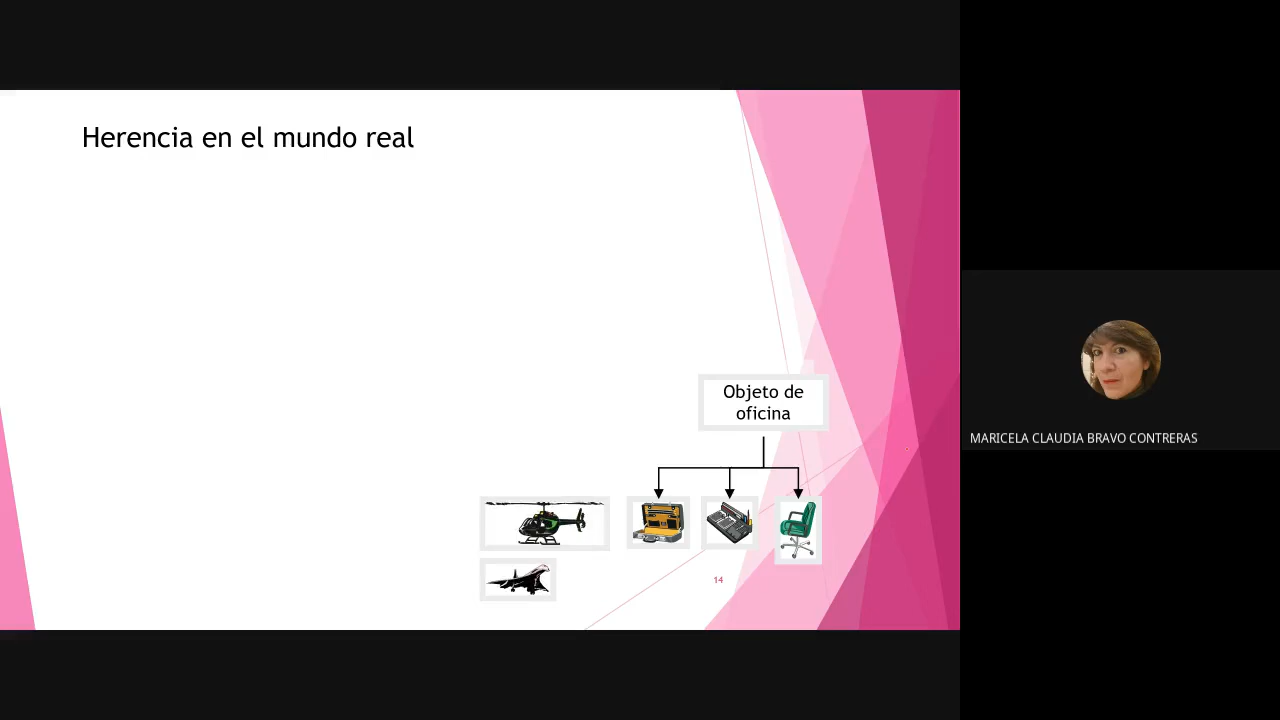 Herencia en el mundo real
Objeto de
oficina
14
MARICELA CLAUDIA BRAVO CONTRERAS